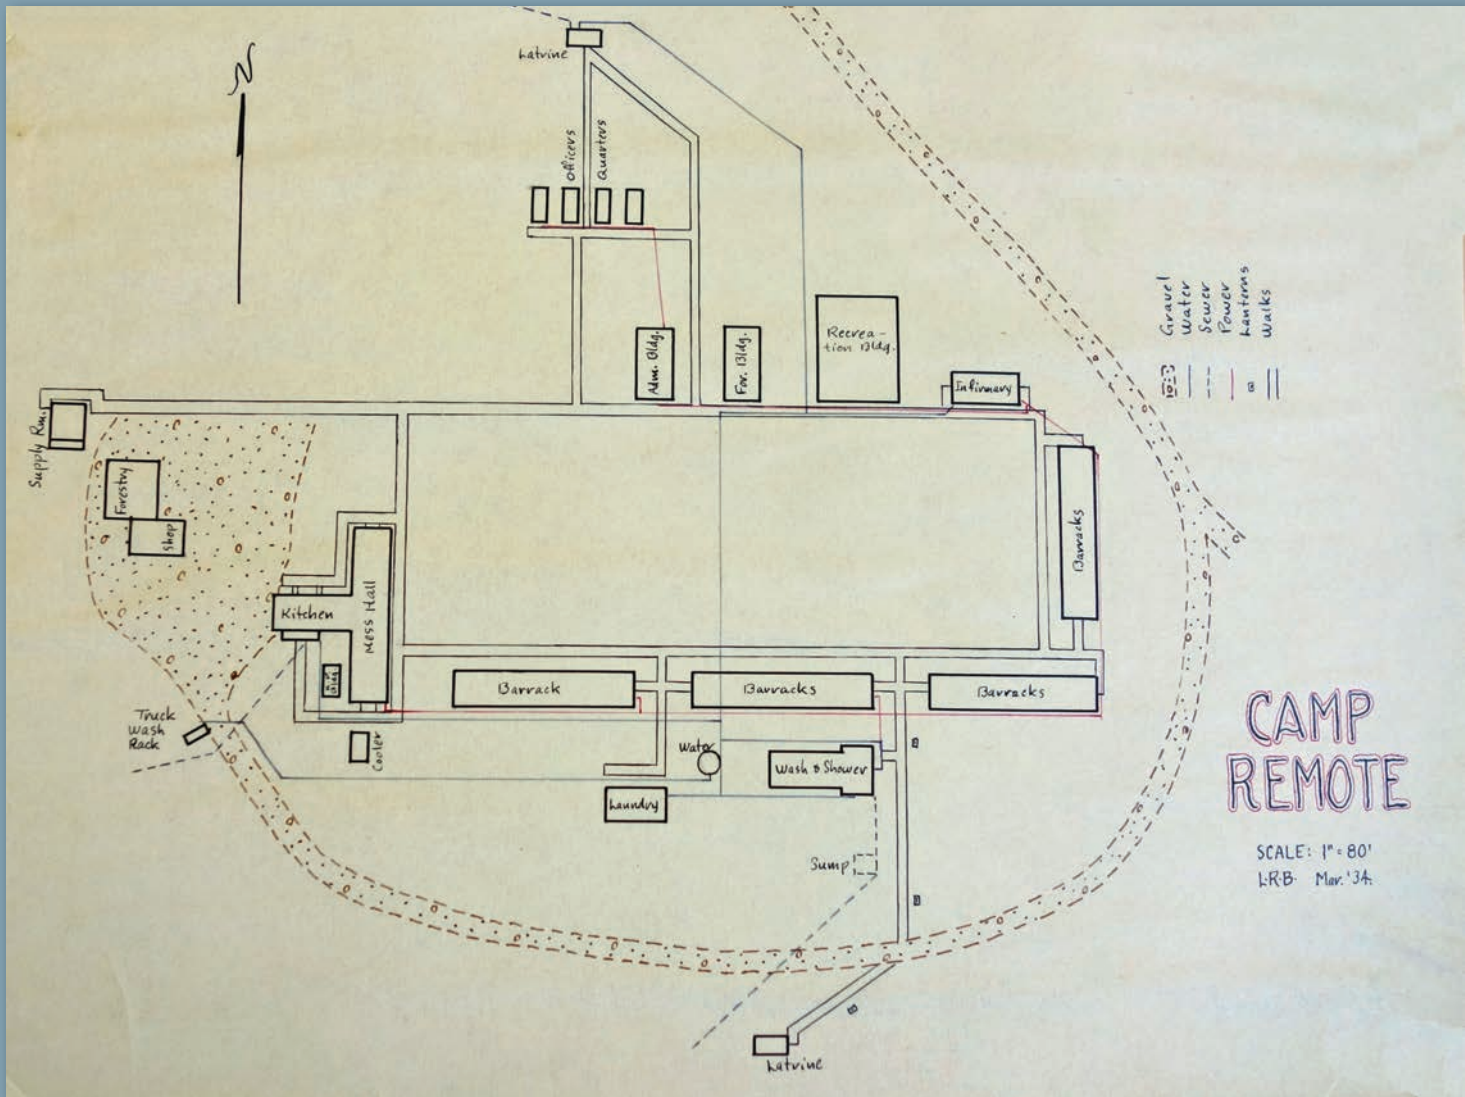 N
Latrine
Officers
Quarters
Adm. Bldg.
For. Bldg.
Recrea-
tion Bldg.
Infirmary
Gravel
Water
Sewer
Power
Lanterns
Walks
Supply Rm.
Forestry
Shop
Kitchen
Mess Hall
Barracks
Barrack
Barracks
Barracks
Truck
Wash
Rack
Cooler
Water
Wash & Shower
Laundry
Sump
Latrine
CAMP
REMOTE
SCALE: 1" = 80'
L.R.B. Mar. '34.